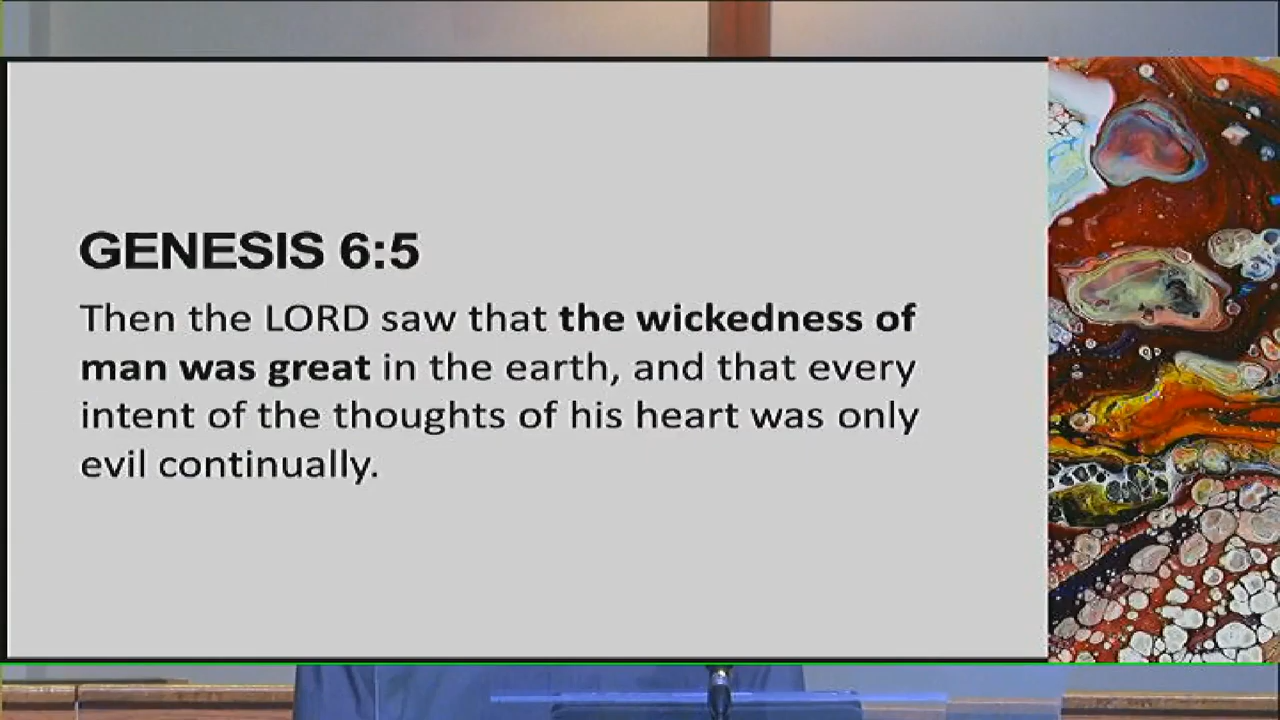 GENESIS 6:5
Then the LORD saw that the wickedness of
man was great in the earth, and that every
intent of the thoughts of his heart was only
evil continually.